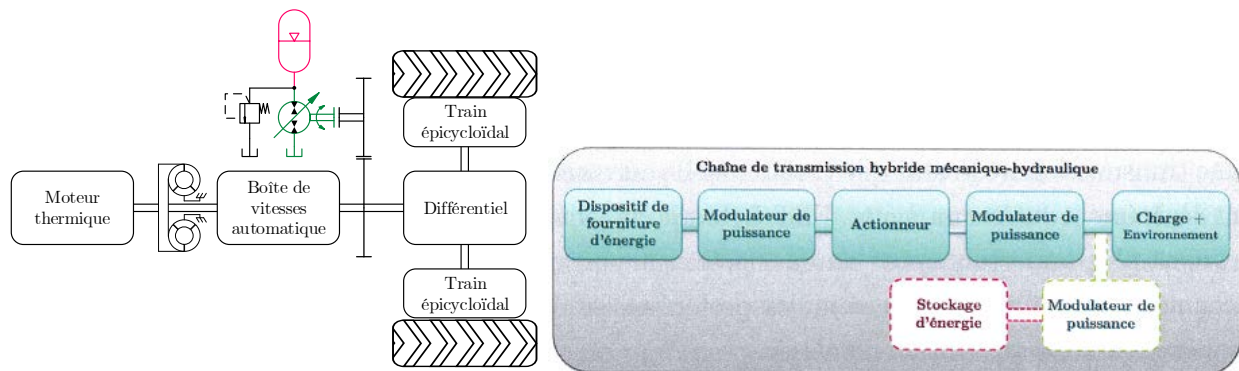 Train
épicycloïdal
Moteur
thermique
Boîte de
vitesses
automatique
Différentiel
Train
épicycloïdal
Chaîne de transmission hybride mécanique-hydraulique
Dispositif de
fourniture
d'énergie
Modulateur de
puissance
Actionneur
Modulateur de
puissance
Charge +
Environnement
Stockage
d'énergie
Modulateur de
puissance